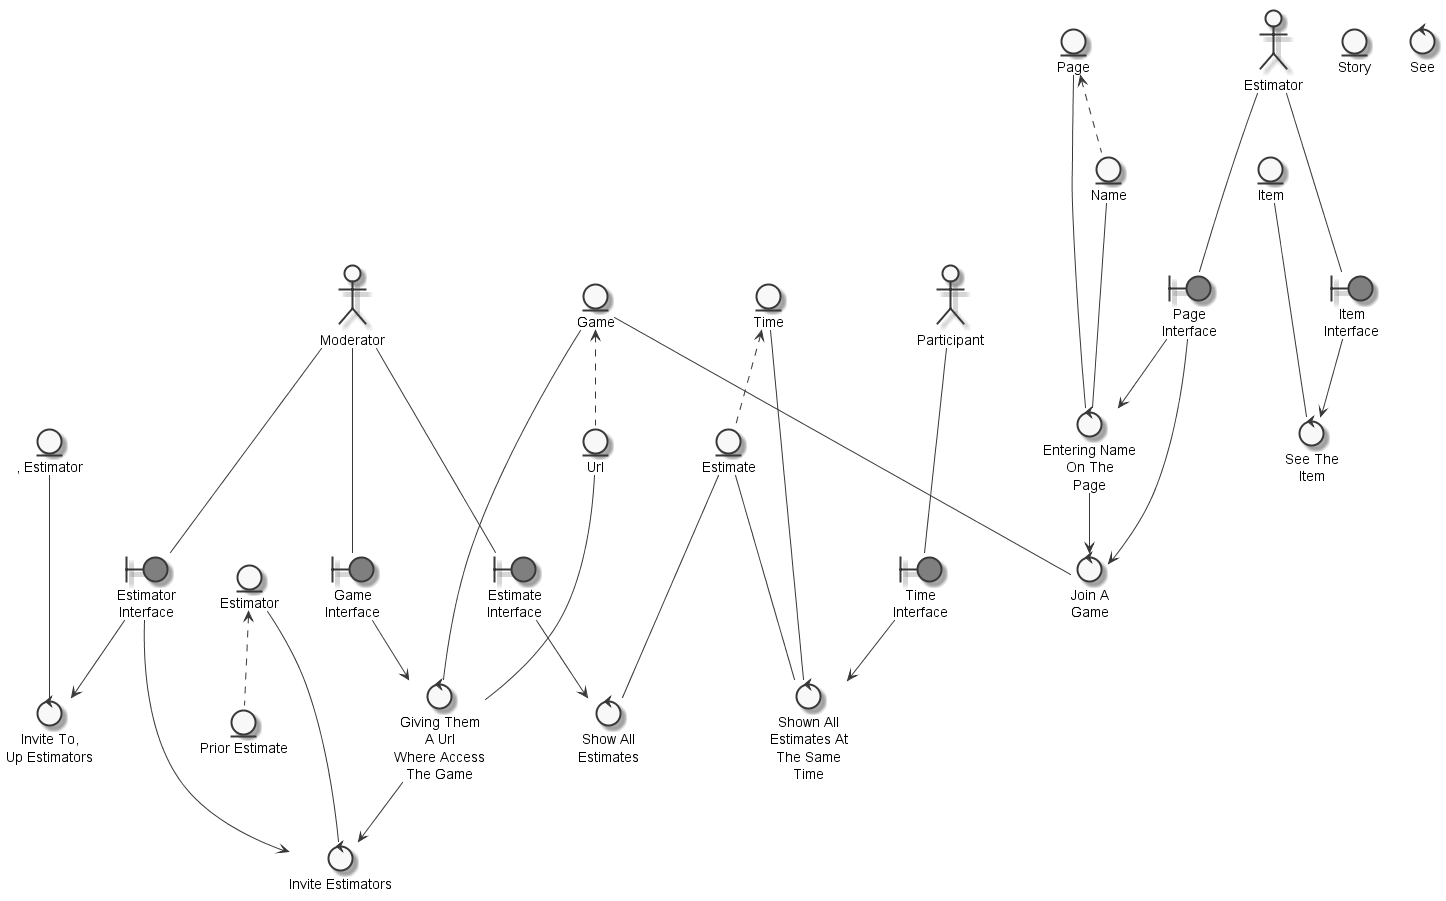 Page
Estimator
Story
See
Name
Item
Moderator
Game
Time
Participant
Page
Interface
Item
Interface
, Estimator
Url
Estimate
Entering Name
On The
Page
See The
Item
Estimator
Interface
Estimator
Game
Interface
Estimate
Interface
Time
Interface
Join A
Game
Invite To,
Up Estimators
Prior Estimate
Giving Them
A Url
Where Access
The Game
Show All
Estimates
Shown All
Estimates At
The Same
Time
Invite Estimators